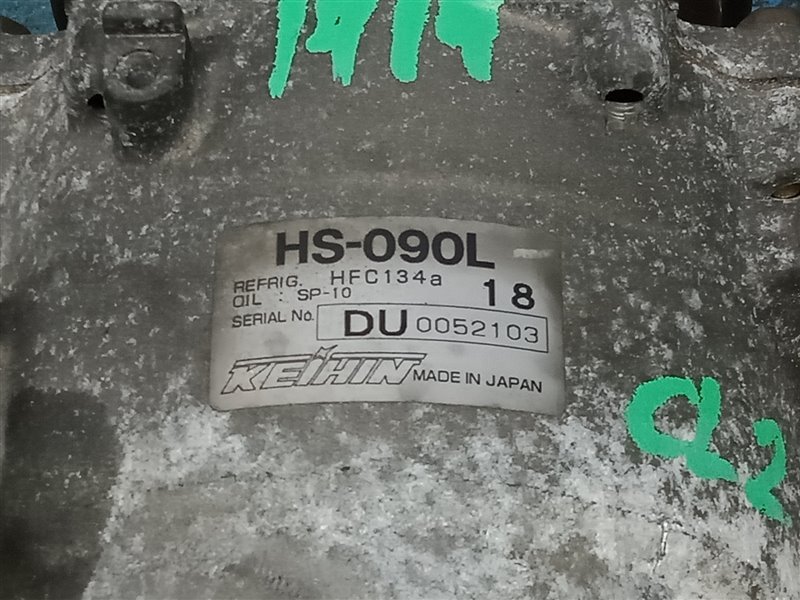 HS-090L
REFRIG. HFC134a
OIL : SP-10 18
SERIAL No. DU 0052103
KEIHIN MADE IN JAPAN